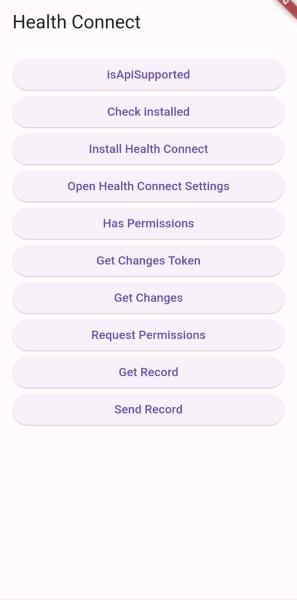 Health Connect
isApiSupported
Check installed
Install Health Connect
Open Health Connect Settings
Has Permissions
Get Changes Token
Get Changes
Request Permissions
Get Record
Send Record